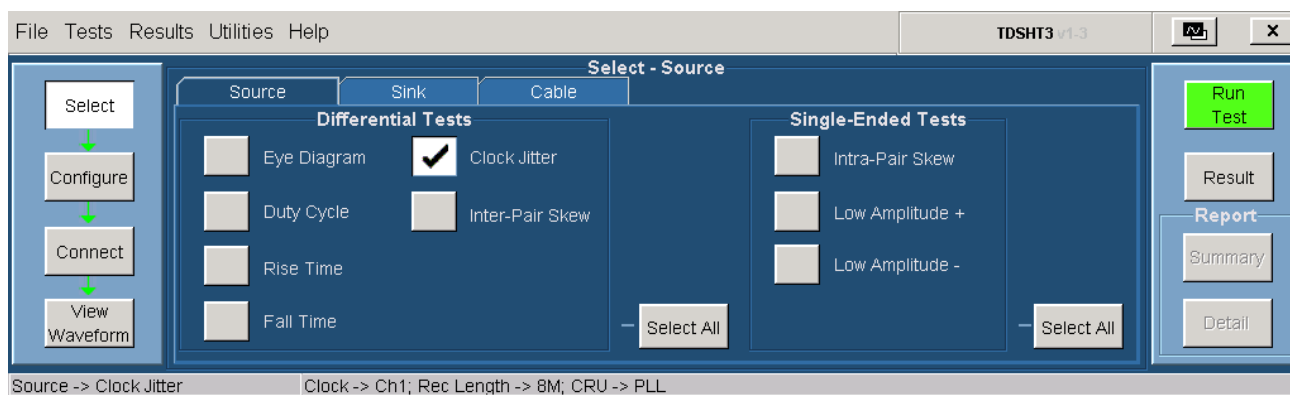 File Tests Results Utilities Help TDSHT3 v1-3 x
Select - Source
Select
Source Sink Cable
Run
Test
Differential Tests Single-Ended Tests
Eye Diagram Clock Jitter Intra-Pair Skew
Configure Result
Duty Cycle Inter-Pair Skew Low Amplitude +
Report
Connect Rise Time Low Amplitude - Summary
View
Waveform
Fall Time Select All Select All Detail
Source -> Clock Jitter Clock -> Ch1; Rec Length -> 8M; CRU -> PLL